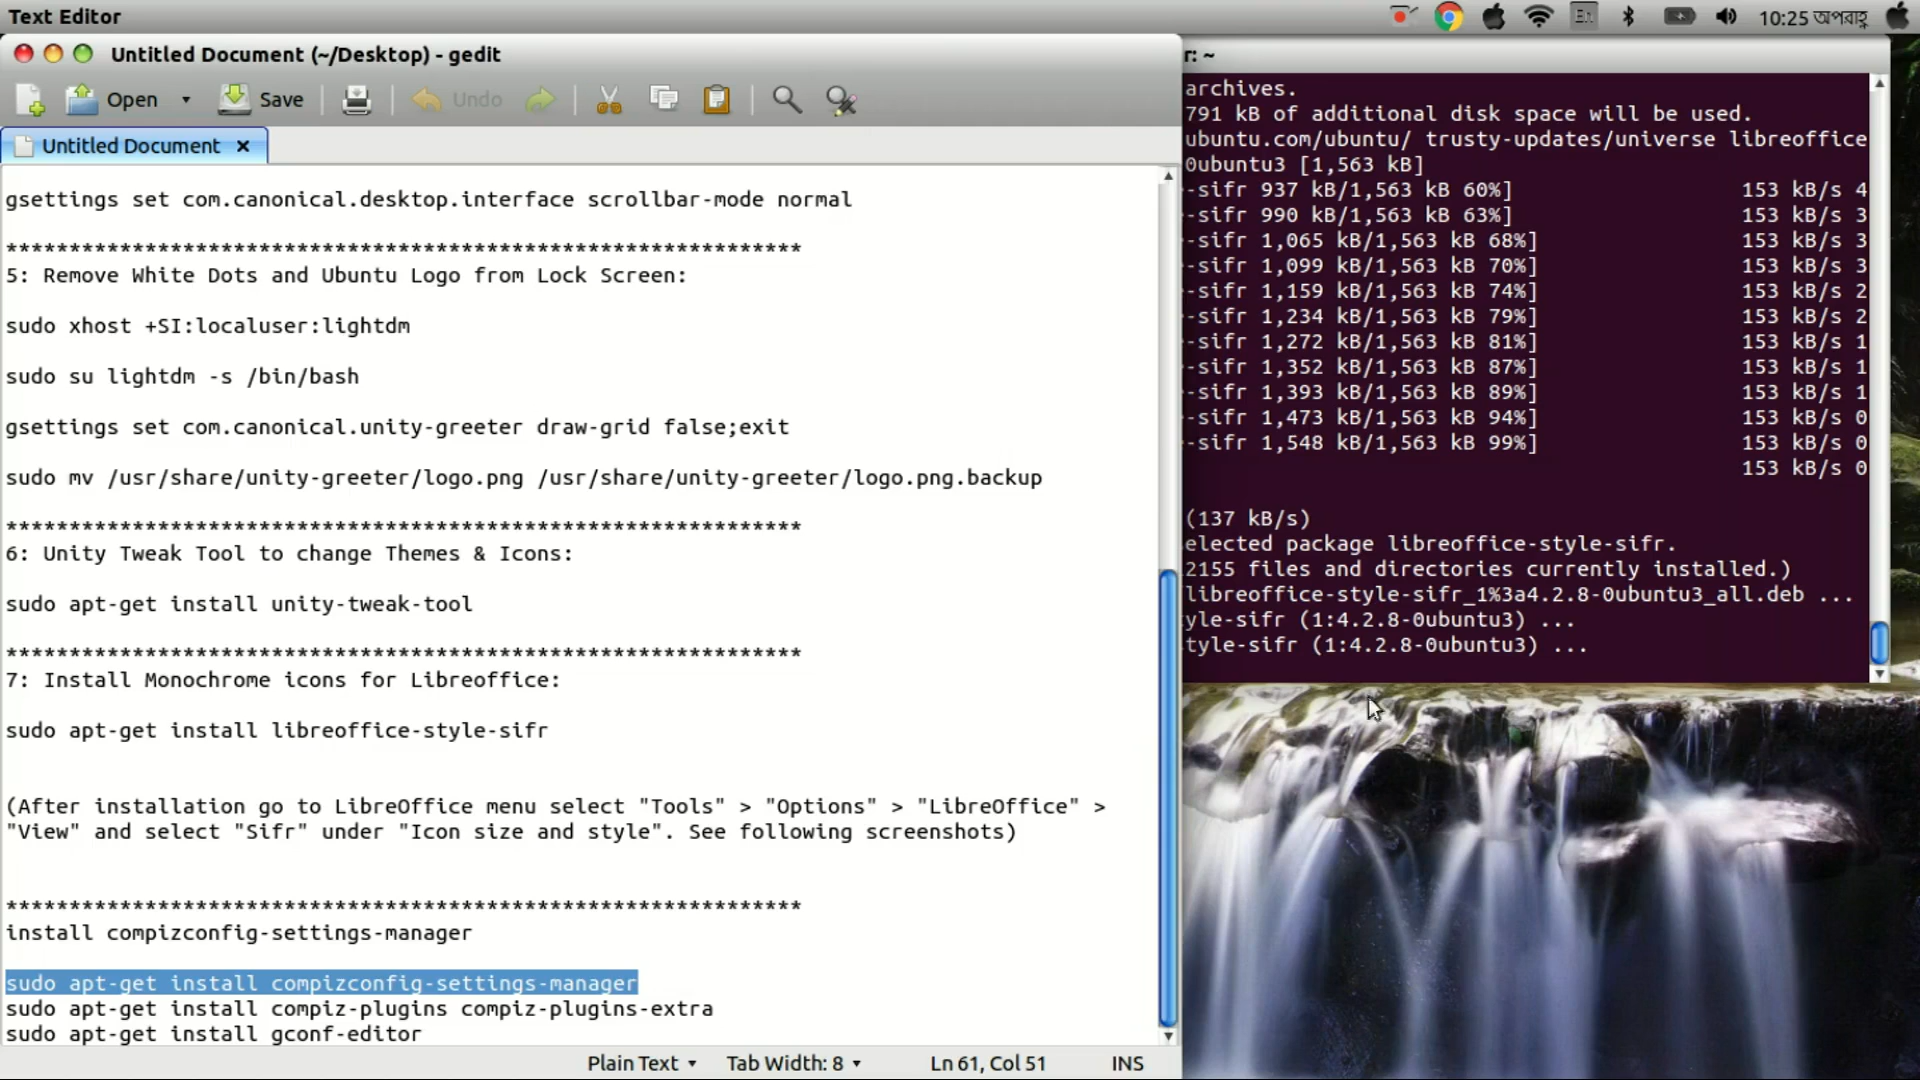 Text Editor
10:25 অপরাহ্ণ
Untitled Document (~/Desktop) - gedit
Open
Save
Undo
Untitled Document
gsettings set com.canonical.desktop.interface scrollbar-mode normal
***************************************************************
5: Remove White Dots and Ubuntu Logo from Lock Screen:
sudo xhost +SI:localuser:lightdm
sudo su lightdm -s /bin/bash
gsettings set com.canonical.unity-greeter draw-grid false;exit
sudo mv /usr/share/unity-greeter/logo.png /usr/share/unity-greeter/logo.png.backup
***************************************************************
6: Unity Tweak Tool to change Themes & Icons:
sudo apt-get install unity-tweak-tool
***************************************************************
7: Install Monochrome icons for Libreoffice:
sudo apt-get install libreoffice-style-sifr
(After installation go to LibreOffice menu select "Tools" > "Options" > "LibreOffice" >
"View" and select "Sifr" under "Icon size and style". See following screenshots)
***************************************************************
install compizconfig-settings-manager
sudo apt-get install compizconfig-settings-manager
sudo apt-get install compiz-plugins compiz-plugins-extra
sudo apt-get install gconf-editor
Plain Text
Tab Width: 8
Ln 61, Col 51
INS
r: ~
archives.
791 kB of additional disk space will be used.
ubuntu.com/ubuntu/ trusty-updates/universe libreoffice
0ubuntu3 [1,563 kB]
-sifr 937 kB/1,563 kB 60%] 153 kB/s 4
-sifr 990 kB/1,563 kB 63%] 153 kB/s 3
-sifr 1,065 kB/1,563 kB 68%] 153 kB/s 3
-sifr 1,099 kB/1,563 kB 70%] 153 kB/s 3
-sifr 1,159 kB/1,563 kB 74%] 153 kB/s 2
-sifr 1,234 kB/1,563 kB 79%] 153 kB/s 2
-sifr 1,272 kB/1,563 kB 81%] 153 kB/s 1
-sifr 1,352 kB/1,563 kB 87%] 153 kB/s 1
-sifr 1,393 kB/1,563 kB 89%] 153 kB/s 1
-sifr 1,473 kB/1,563 kB 94%] 153 kB/s 0
-sifr 1,548 kB/1,563 kB 99%] 153 kB/s 0
153 kB/s 0
(137 kB/s)
elected package libreoffice-style-sifr.
2155 files and directories currently installed.)
libreoffice-style-sifr_1%3a4.2.8-0ubuntu3_all.deb ...
yle-sifr (1:4.2.8-0ubuntu3) ...
tyle-sifr (1:4.2.8-0ubuntu3) ...